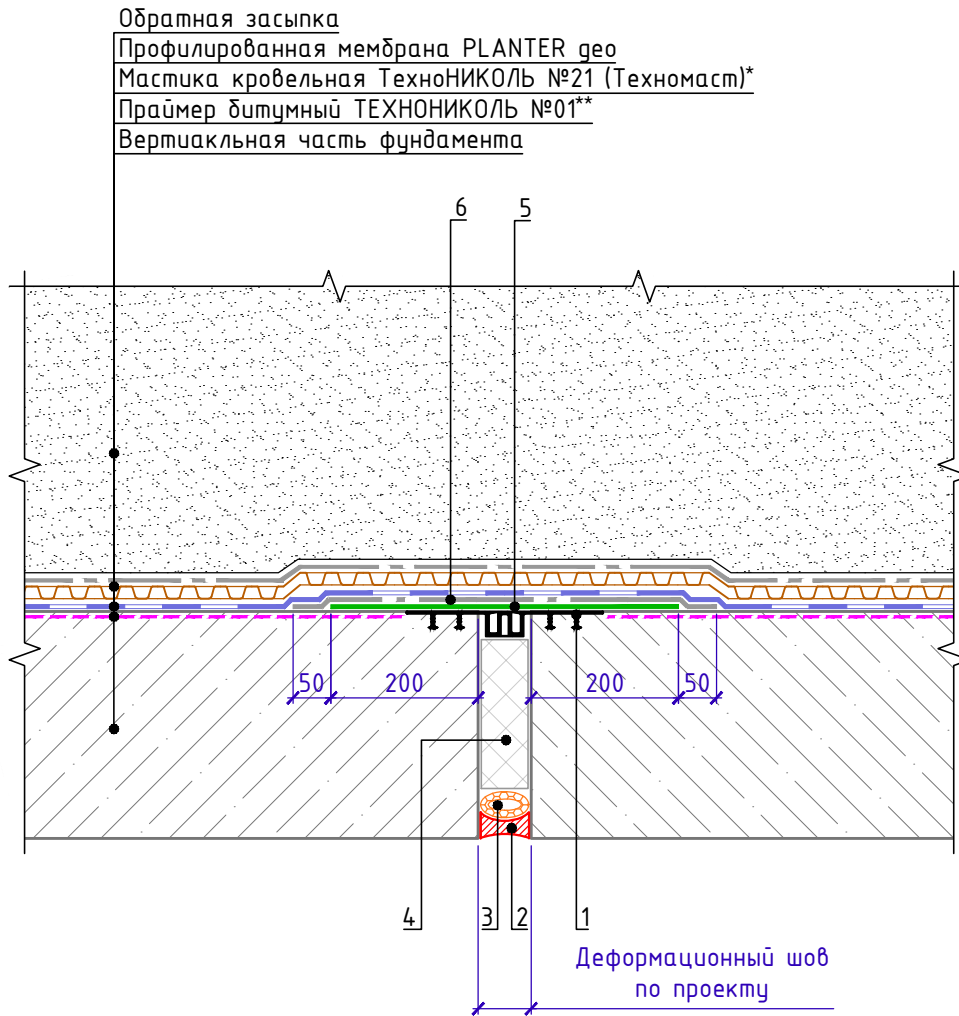 Обратная засыпка
Профилированная мембрана PLANTER geo
Мастика кровельная ТехноНИКОЛЬ №21 (Техномаст)*
Праймер битумный ТЕХНОНИКОЛЬ №01**
Вертиакльная часть фундамента
6 5
50 200 200 50
4 3 2 1
Деформационный шов
по проекту